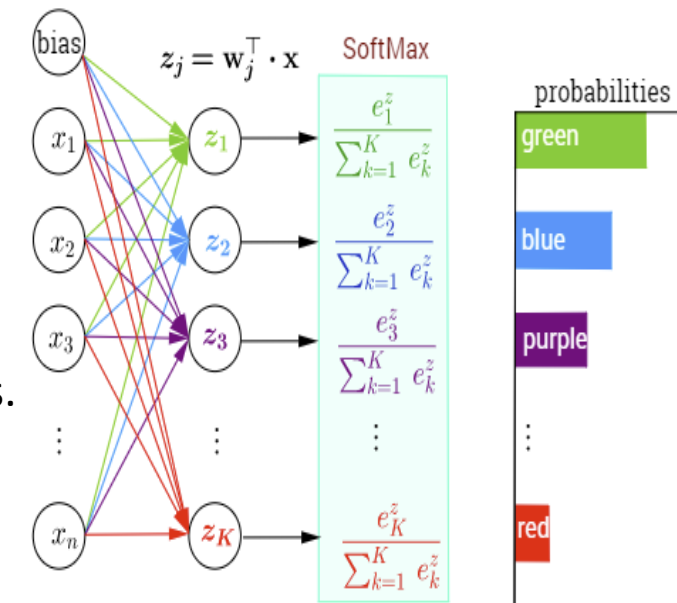 bias
z_j = w_j^⊤ · x
SoftMax
probabilities
x_1
z_1
e_1^z / ∑_{k=1}^K e_k^z
green
x_2
z_2
e_2^z / ∑_{k=1}^K e_k^z
blue
x_3
z_3
e_3^z / ∑_{k=1}^K e_k^z
purple
s.
⋮ ⋮ ⋮ ⋮
x_n
z_K
e_K^z / ∑_{k=1}^K e_k^z
red